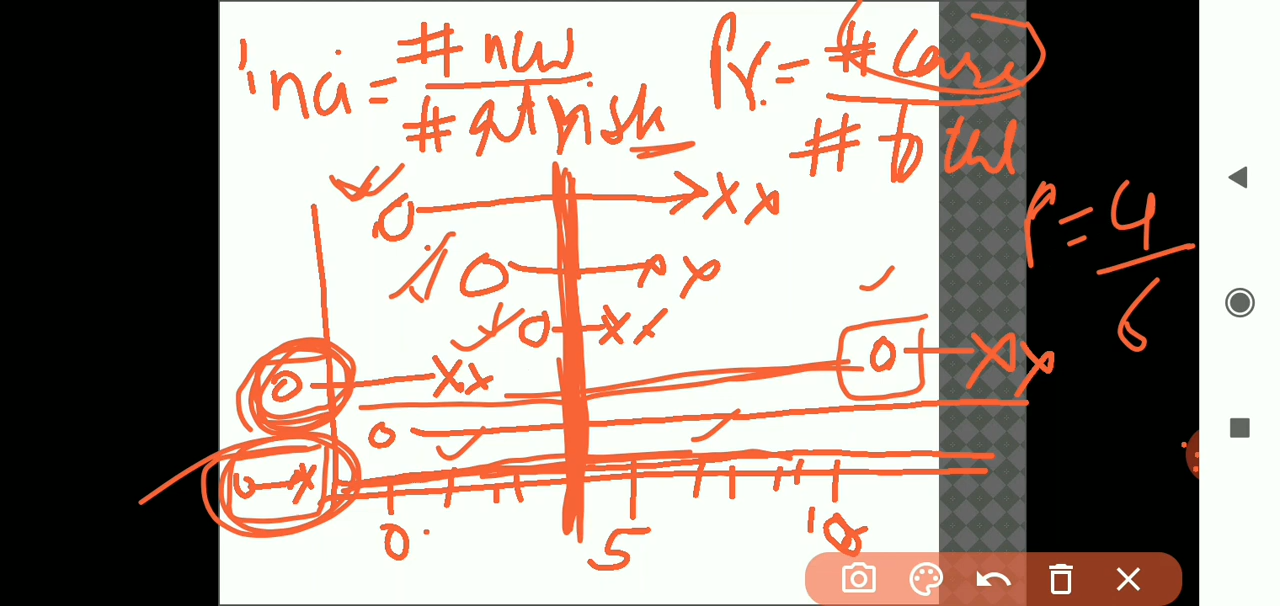 inci = # new / # at risk
Pr. = # cases / # total
P = 4 / 6
O → X X
O → X
O - X X
O - X X
O - X X
O
O - X
0 5 10